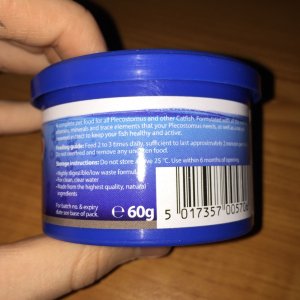 A complete pet food for all Plecostomus and other Catfish. Formulated with all the
vitamins, minerals and trace elements that your Plecostomus needs, as well as
to keep your fish healthy and active.
Feeding guide: Feed 2 to 3 times daily, sufficient to last approximately 2 minutes
Do not overfeed and remove any uneaten food.
Storage instructions: Do not store above 25°C. Use within 6 months of opening
-Highly digestible/low waste formula.
-For clean, clear water
-Made from the highest quality, natural
ingredients
For batch no. & expiry
date see base of pack.
e 60g
5 017357 00570